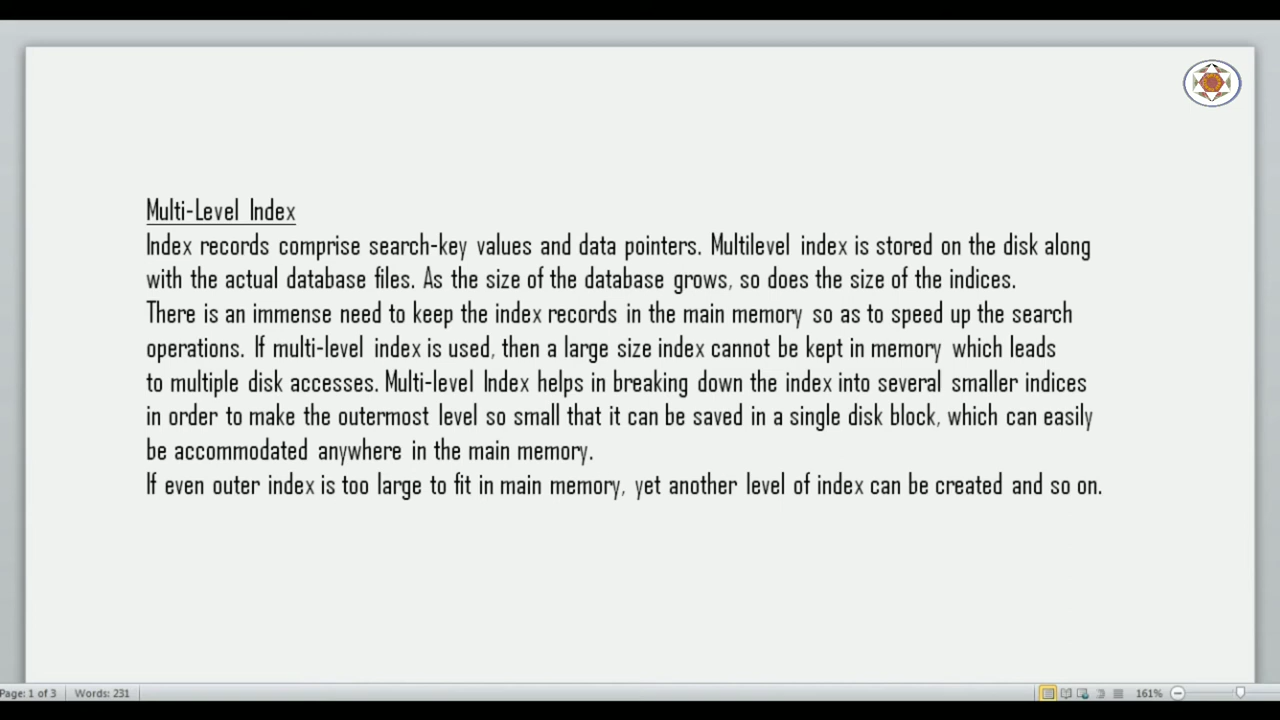 Multi-Level Index
Index records comprise search-key values and data pointers. Multilevel index is stored on the disk along
with the actual database files. As the size of the database grows, so does the size of the indices.
There is an immense need to keep the index records in the main memory so as to speed up the search
operations. If multi-level index is used, then a large size index cannot be kept in memory which leads
to multiple disk accesses. Multi-level Index helps in breaking down the index into several smaller indices
in order to make the outermost level so small that it can be saved in a single disk block, which can easily
be accommodated anywhere in the main memory.
If even outer index is too large to fit in main memory, yet another level of index can be created and so on.
Page: 1 of 3 Words: 231 161%